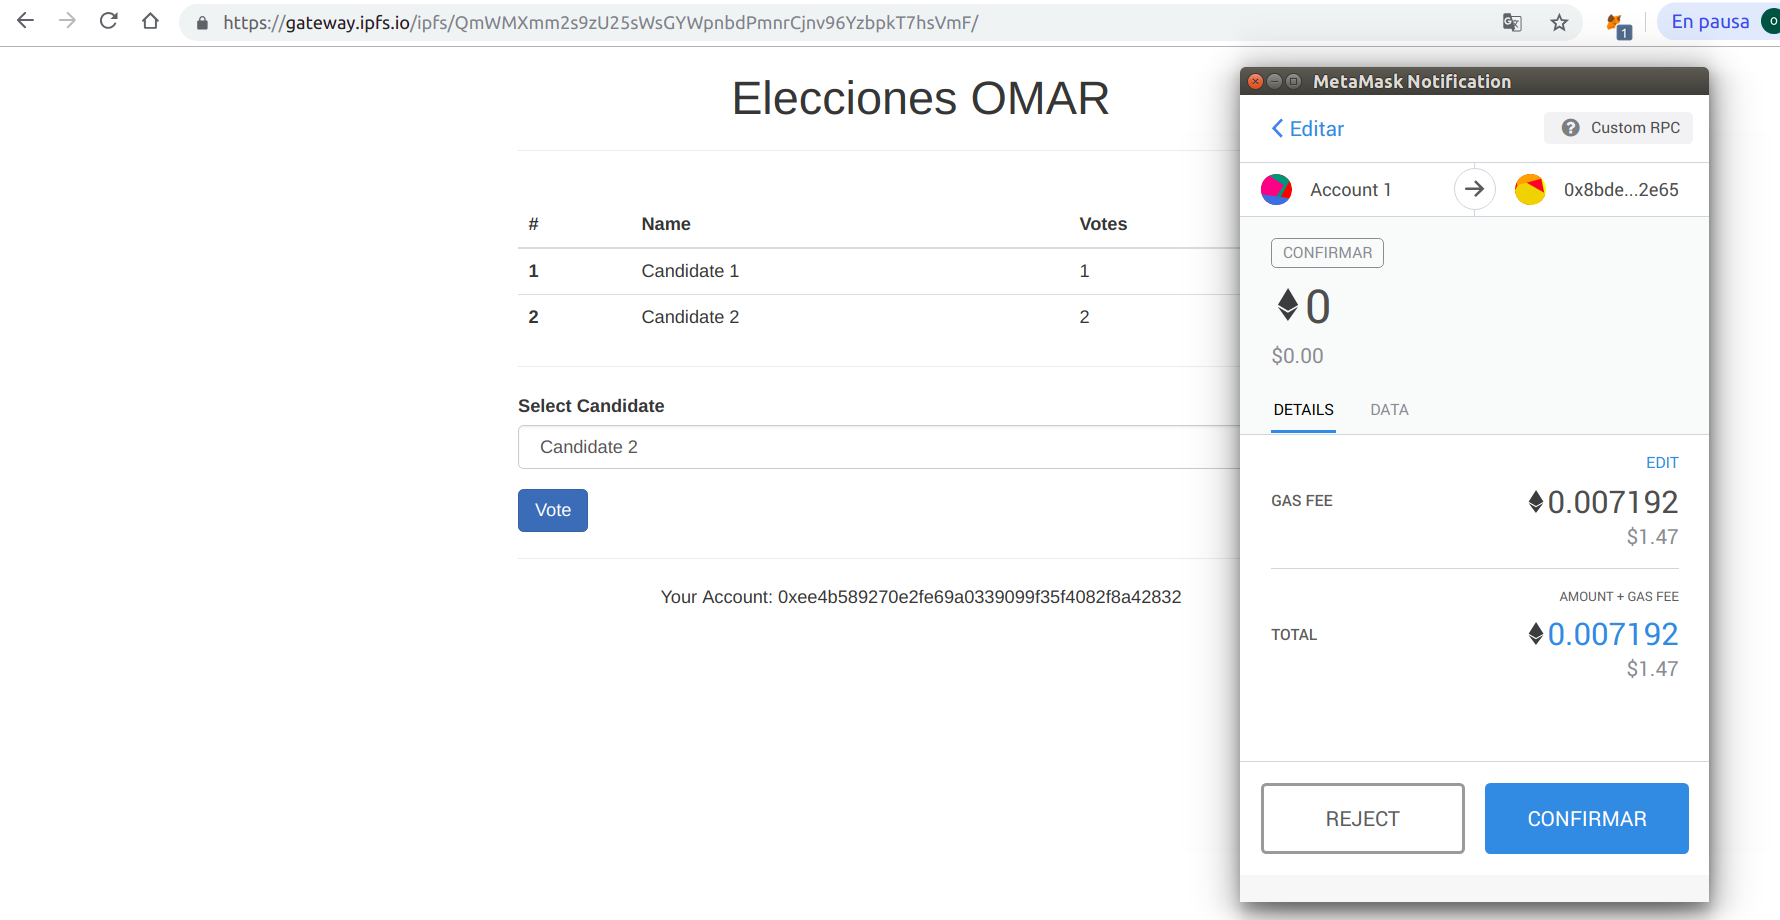 https://gateway.ipfs.io/ipfs/QmWMXmm2s9zU25sWsGYWpnbdPmnrCjnv96YzbpkT7hsVmF/
1
En pausa
O
Elecciones OMAR
# Name Votes
1 Candidate 1 1
2 Candidate 2 2
Select Candidate
Candidate 2
Vote
Your Account: 0xee4b589270e2fe69a0339099f35f4082f8a42832
MetaMask Notification
Editar
? Custom RPC
Account 1
0x8bde...2e65
CONFIRMAR
0
$0.00
DETAILS DATA
EDIT
GAS FEE 0.007192
$1.47
AMOUNT + GAS FEE
TOTAL 0.007192
$1.47
REJECT CONFIRMAR